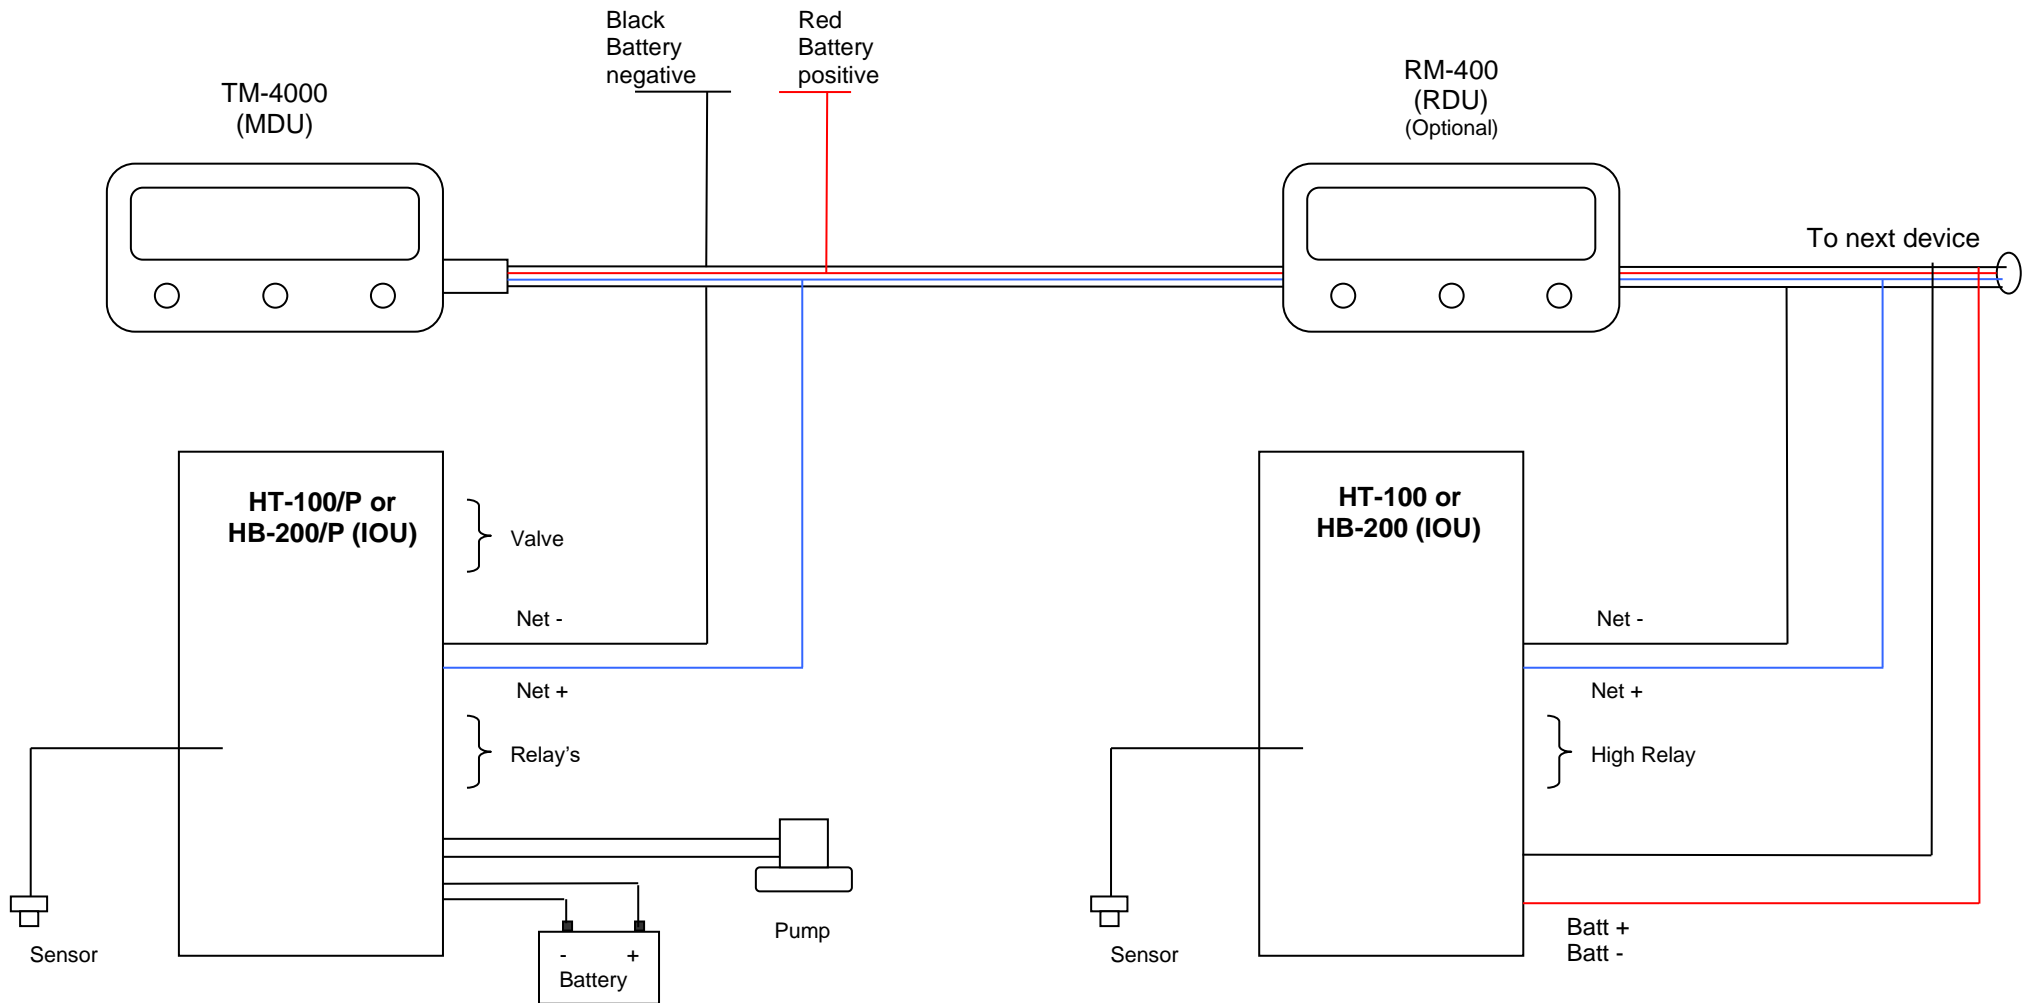 Black
Battery
negative
Red
Battery
positive
TM-4000
(MDU)
RM-400
(RDU)
(Optional)
To next device
HT-100/P or
HB-200/P (IOU)
Valve
Net -
Net +
Relay's
Pump
Sensor
- +
Battery
HT-100 or
HB-200 (IOU)
Net -
Net +
High Relay
Batt +
Batt -
Sensor